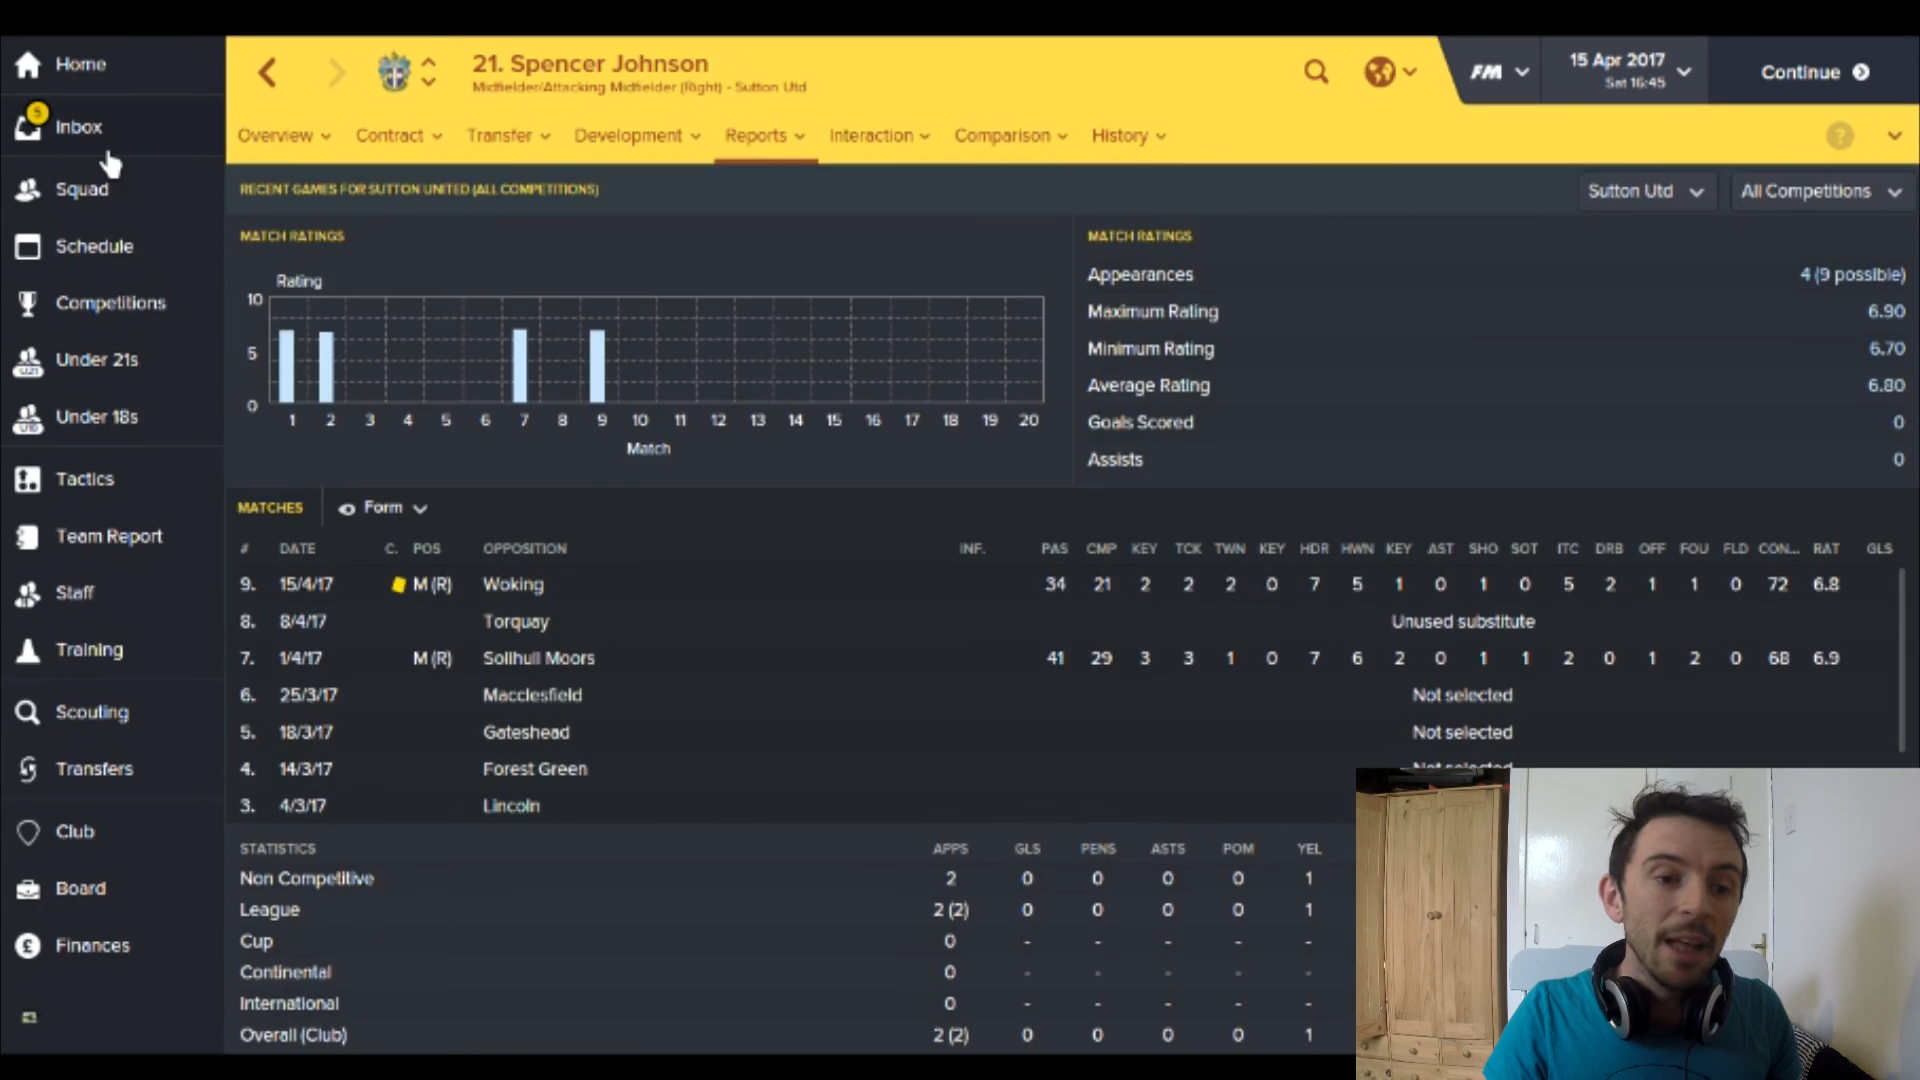 Home
5
Inbox
Squad
Schedule
Competitions
Under 21s
Under 18s
Tactics
Team Report
Staff
Training
Scouting
Transfers
Club
Board
Finances
21. Spencer Johnson
Midfielder/Attacking Midfielder (Right) - Sutton Utd
FM
15 Apr 2017
Sat 16:45
Continue
Overview Contract Transfer Development Reports Interaction Comparison History
?
RECENT GAMES FOR SUTTON UNITED (ALL COMPETITIONS)
Sutton Utd All Competitions
MATCH RATINGS
Rating
10
5
0
1 2 3 4 5 6 7 8 9 10 11 12 13 14 15 16 17 18 19 20
Match
MATCH RATINGS
Appearances 4 (9 possible)
Maximum Rating 6.90
Minimum Rating 6.70
Average Rating 6.80
Goals Scored 0
Assists 0
MATCHES Form
# DATE C. POS OPPOSITION INF. PAS CMP KEY TCK TWN KEY HDR HWN KEY AST SHO SOT ITC DRB OFF FOU FLD CON... RAT GLS
9. 15/4/17 M (R) Woking 34 21 2 2 2 0 7 5 1 0 1 0 5 2 1 1 0 72 6.8
8. 8/4/17 Torquay Unused substitute
7. 1/4/17 M (R) Solihull Moors 41 29 3 3 1 0 7 6 2 0 1 1 2 0 1 2 0 68 6.9
6. 25/3/17 Macclesfield Not selected
5. 18/3/17 Gateshead Not selected
4. 14/3/17 Forest Green Not selected
3. 4/3/17 Lincoln
STATISTICS APPS GLS PENS ASTS POM YEL
Non Competitive 2 0 0 0 0 1
League 2 (2) 0 0 0 0 1
Cup 0 - - - - -
Continental 0 - - - - -
International 0 - - - - -
Overall (Club) 2 (2) 0 0 0 0 1